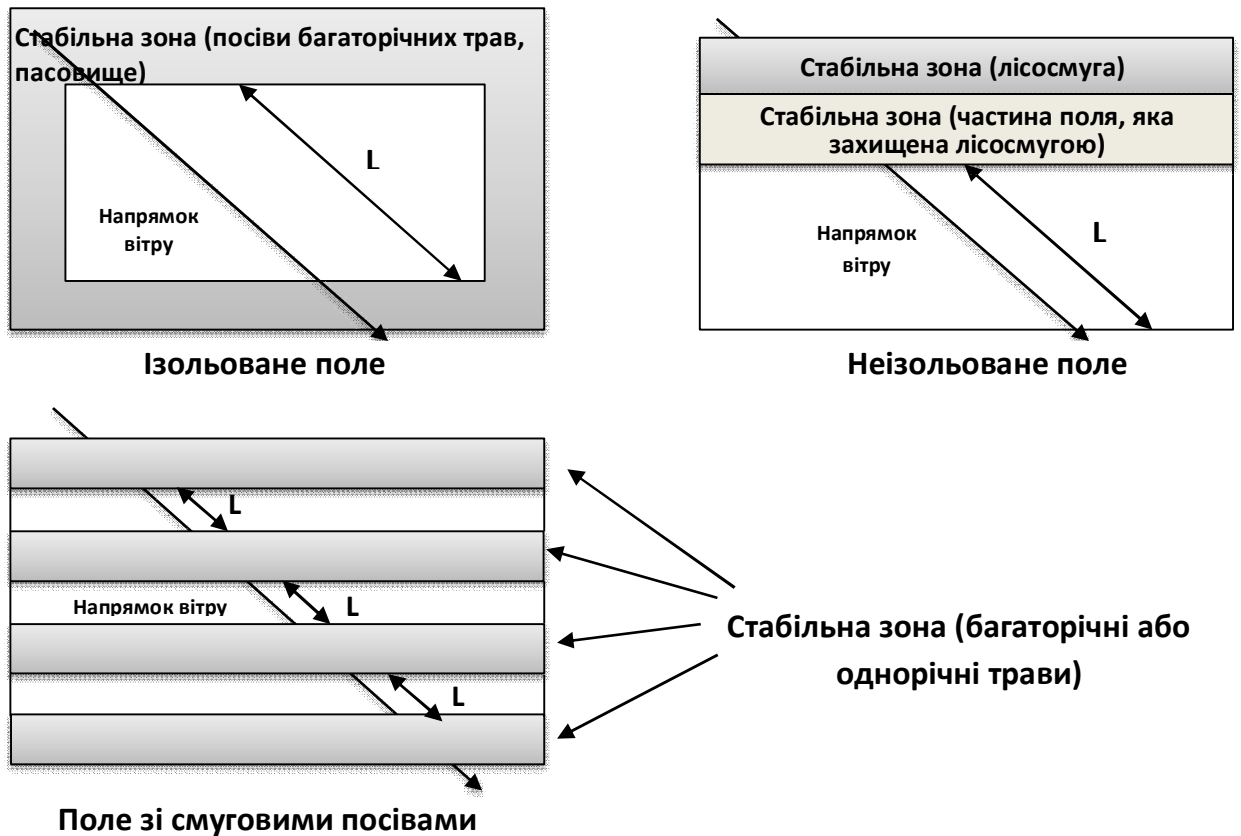 Стабільна зона (посіви багаторічних трав,
пасовище)
L
Напрямок
вітру
Ізольоване поле
Стабільна зона (лісосмуга)
Стабільна зона (частина поля, яка
захищена лісосмугою)
L
Напрямок
вітру
Неізольоване поле
L
Напрямок вітру
L
L
Стабільна зона (багаторічні або
однорічні трави)
Поле зі смуговими посівами